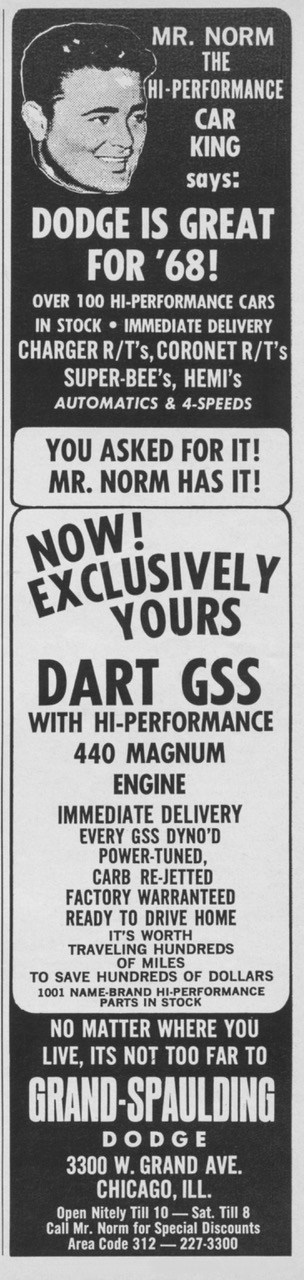 MR. NORM
THE
HI-PERFORMANCE
CAR
KING
says:
DODGE IS GREAT
FOR '68!
OVER 100 HI-PERFORMANCE CARS
IN STOCK • IMMEDIATE DELIVERY
CHARGER R/T's, CORONET R/T's
SUPER-BEE's, HEMI's
AUTOMATICS & 4-SPEEDS
YOU ASKED FOR IT!
MR. NORM HAS IT!
NOW!
EXCLUSIVELY
YOURS
DART GSS
WITH HI-PERFORMANCE
440 MAGNUM
ENGINE
IMMEDIATE DELIVERY
EVERY GSS DYNO'D
POWER-TUNED,
CARB RE-JETTED
FACTORY WARRANTEED
READY TO DRIVE HOME
IT'S WORTH
TRAVELING HUNDREDS
OF MILES
TO SAVE HUNDREDS OF DOLLARS
1001 NAME-BRAND HI-PERFORMANCE
PARTS IN STOCK
NO MATTER WHERE YOU
LIVE, ITS NOT TOO FAR TO
GRAND-SPAULDING
DODGE
3300 W. GRAND AVE.
CHICAGO, ILL.
Open Nitely Till 10 — Sat. Till 8
Call Mr. Norm for Special Discounts
Area Code 312 — 227-3300